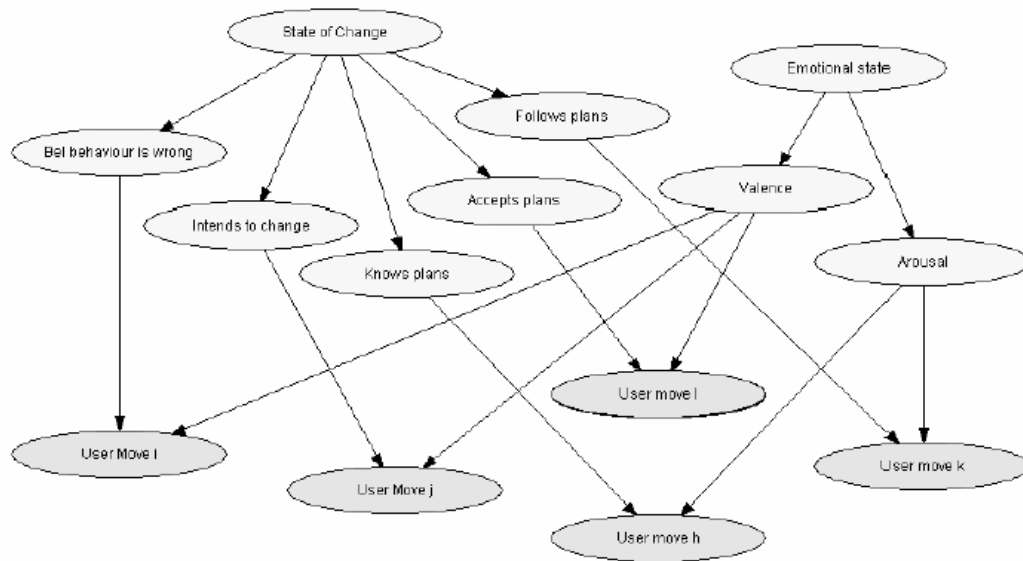 State of Change
Emotional state
Follows plans
Bel behaviour is wrong
Valence
Accepts plans
Intends to change
Arousal
Knows plans
User move l
User Move i
User move k
User Move j
User move h